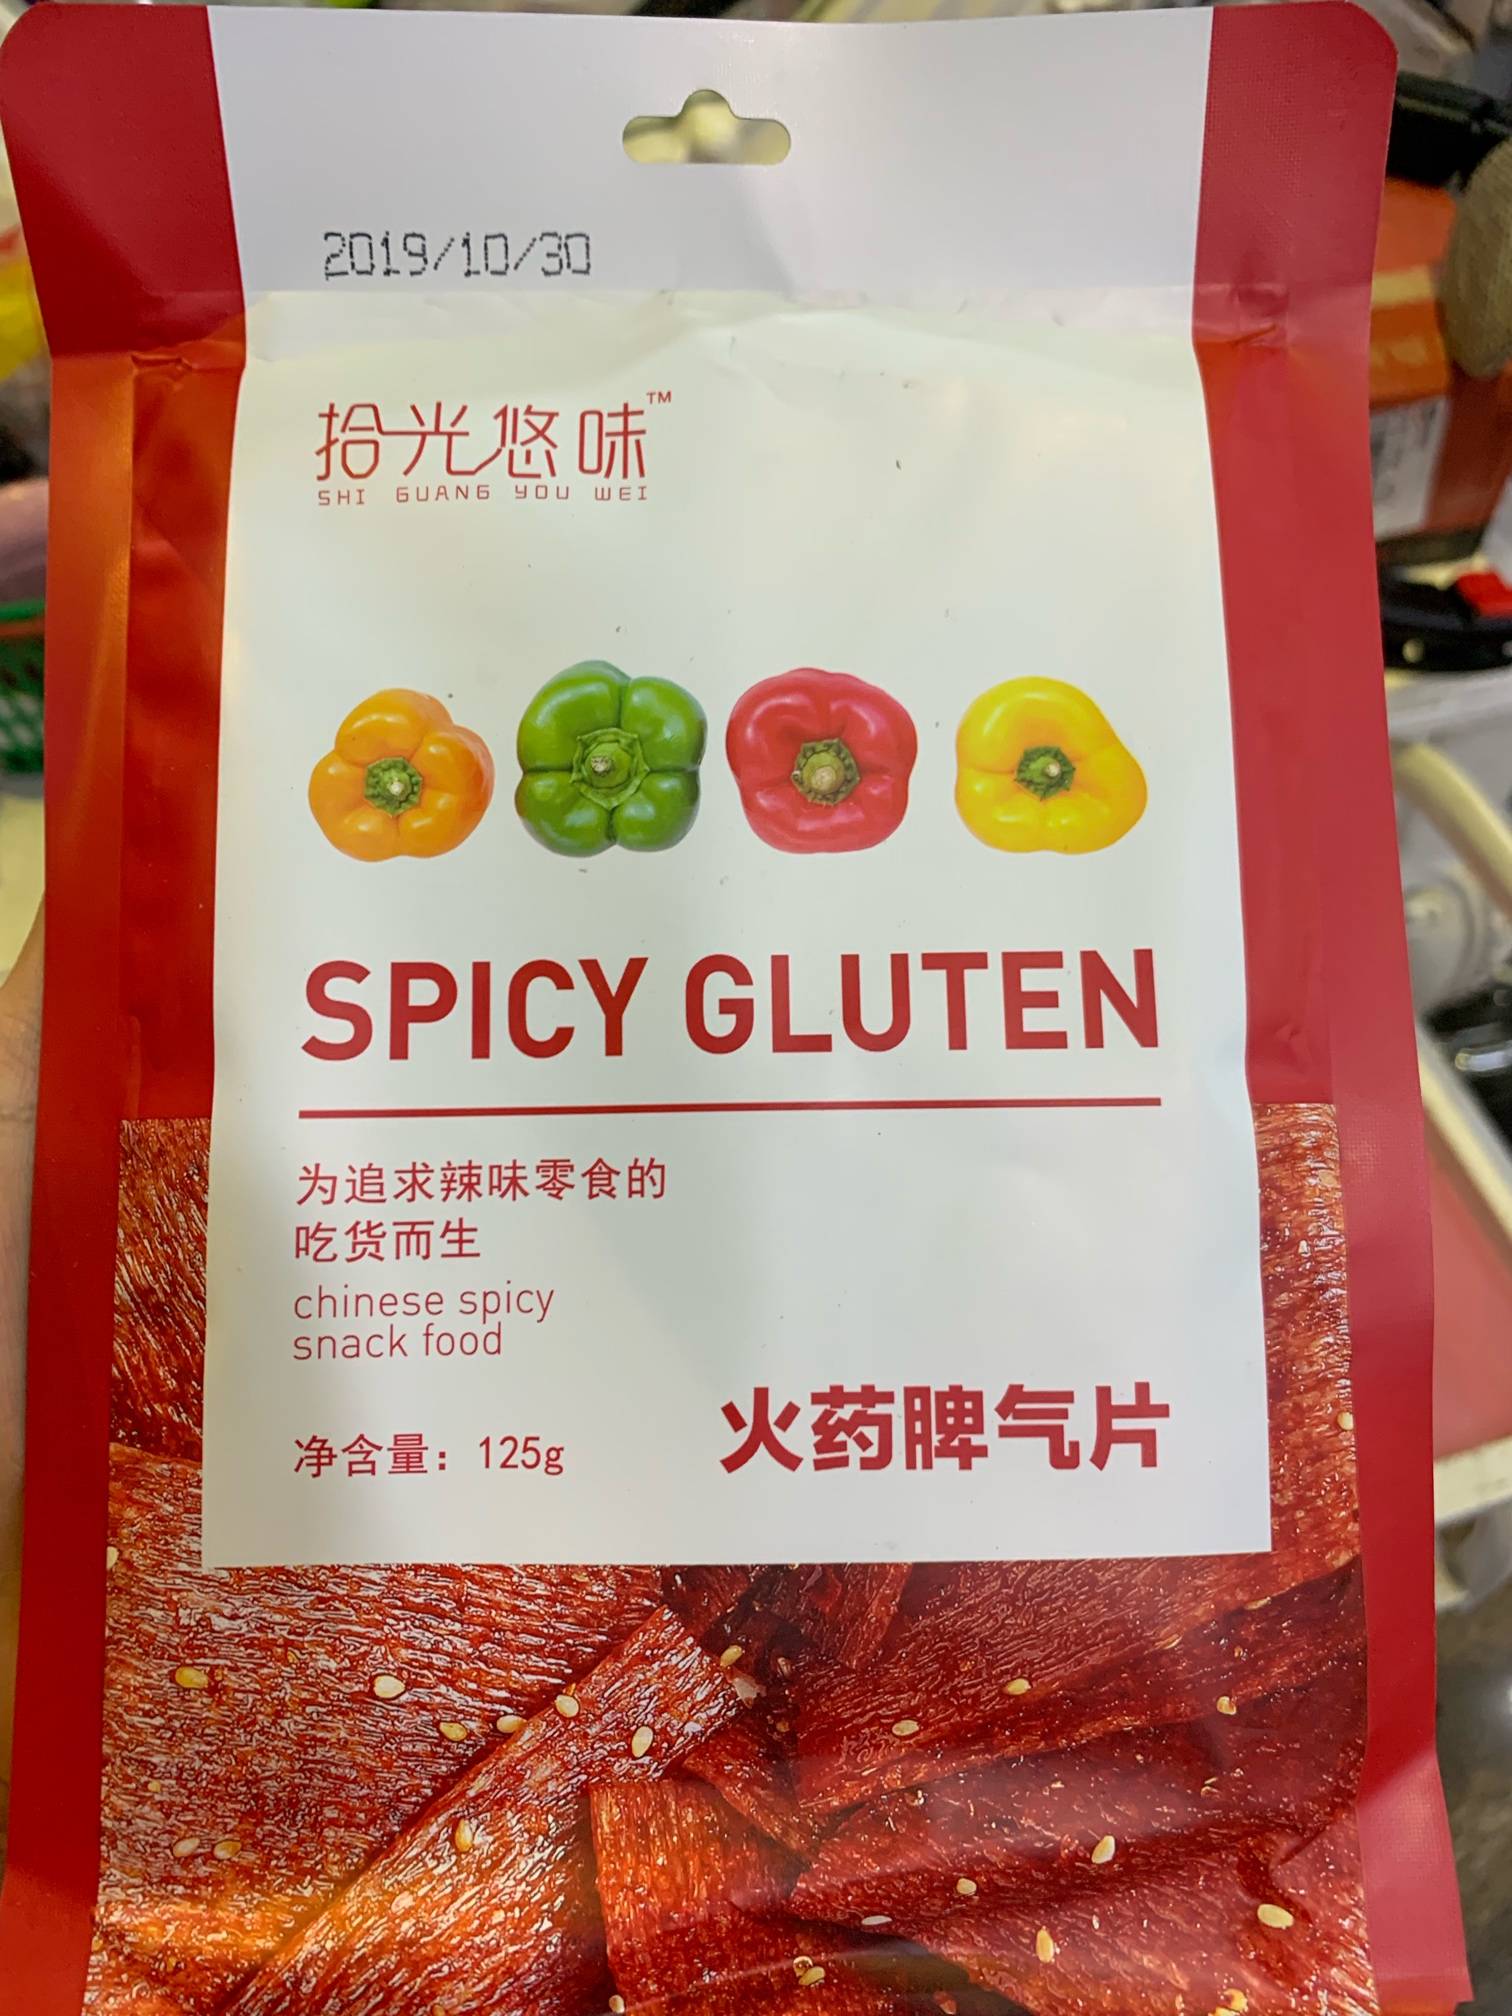 2019/10/30
拾光悠味™
SHI GUANG YOU WEI
SPICY GLUTEN
为追求辣味零食的
吃货而生
chinese spicy
snack food
净含量：125g
火药脾气片